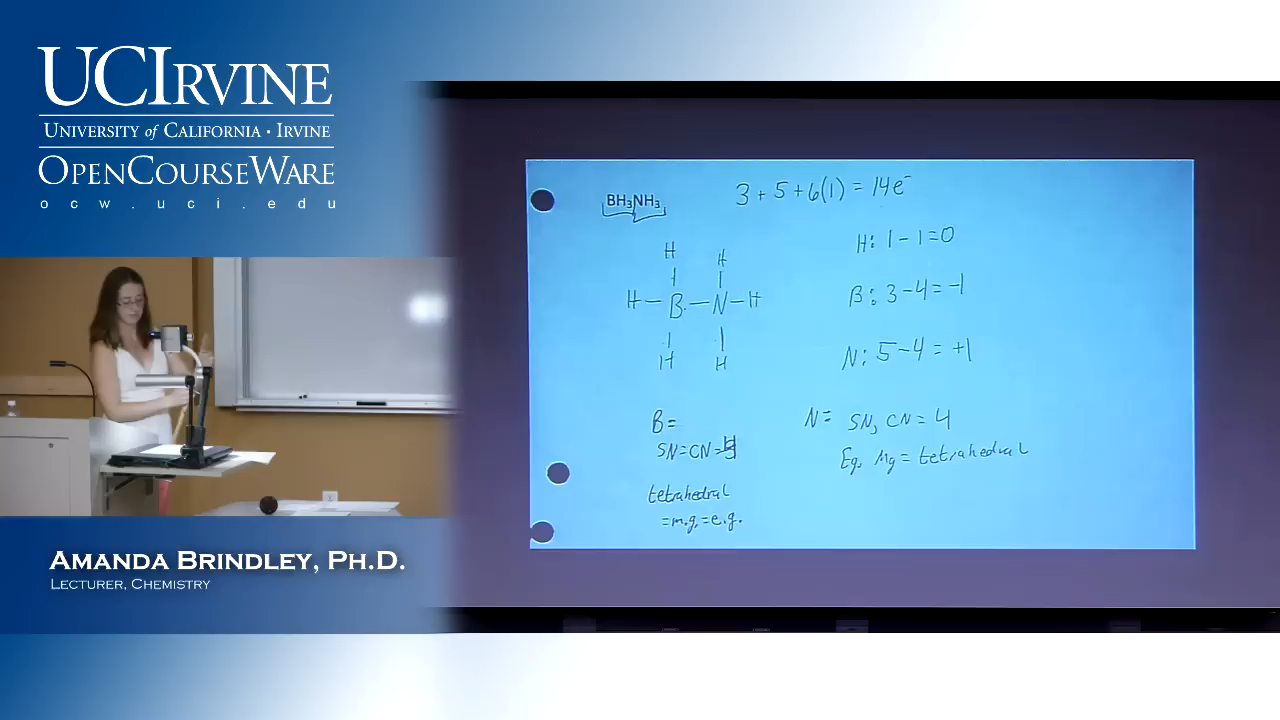 UCIRVINE
UNIVERSITY of CALIFORNIA · IRVINE
OPENCOURSEWARE
ocw.uci.edu
AMANDA BRINDLEY, PH.D.
LECTURER, CHEMISTRY
BH₃NH₃
3 + 5 + 6(1) = 14e⁻
H H
H—B—N—H
H H
H: 1 - 1 = 0
B: 3 - 4 = -1
N: 5 - 4 = +1
B=
SN=CN=4
tetrahedral
=m.g.=e.g.
N= SN, CN = 4
Eg, Mg = tetrahedral